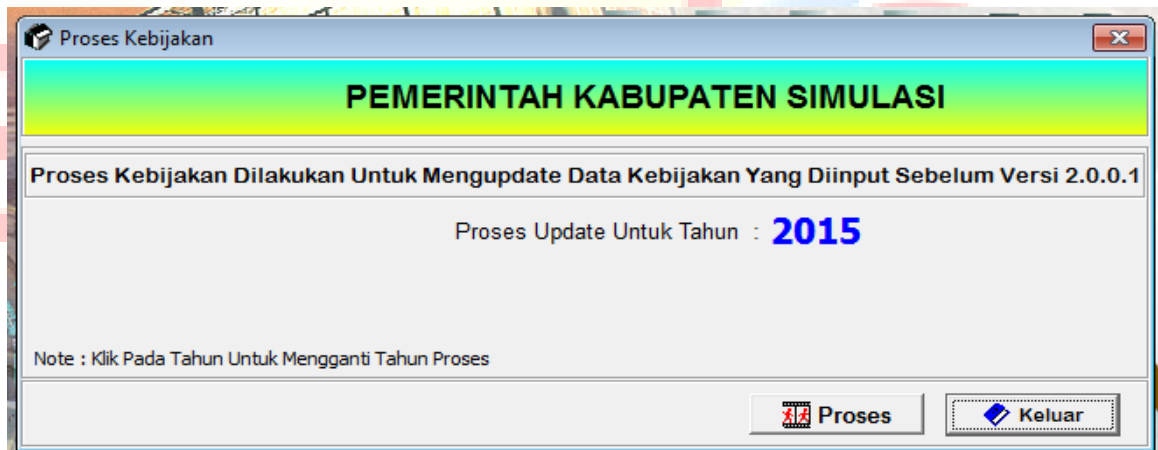 Proses Kebijakan
PEMERINTAH KABUPATEN SIMULASI
Proses Kebijakan Dilakukan Untuk Mengupdate Data Kebijakan Yang Diinput Sebelum Versi 2.0.0.1
Proses Update Untuk Tahun : 2015
Note : Klik Pada Tahun Untuk Mengganti Tahun Proses
Proses Keluar